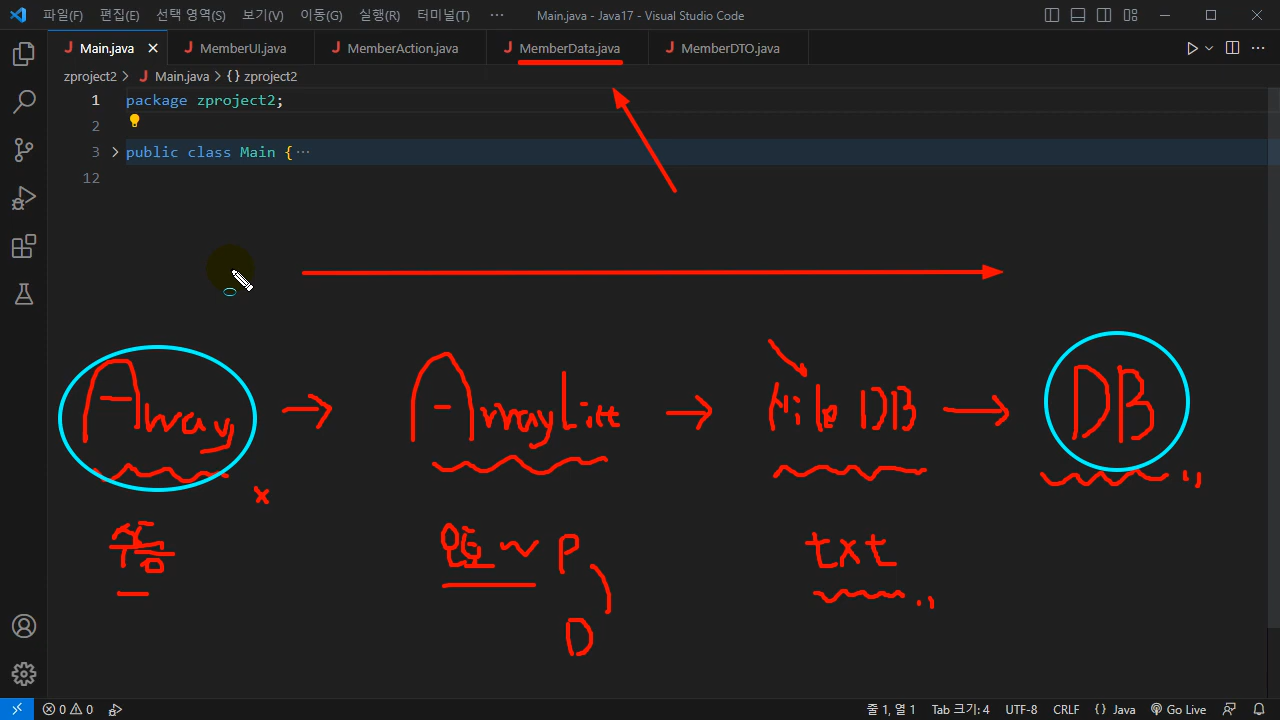 파일(F) 편집(E) 선택 영역(S) 보기(V) 이동(G) 실행(R) 터미널(T) ··· Main.java - Java17 - Visual Studio Code
J Main.java J MemberUI.java J MemberAction.java J MemberData.java J MemberDTO.java
zproject2 > J Main.java > {} zproject2
1 package zproject2;
2
3 public class Main { ···
12
Array → ArrayList → File DB → DB
~ P txt
D
0 0 줄 1, 열 1 Tab 크기: 4 UTF-8 CRLF {} Java Go Live